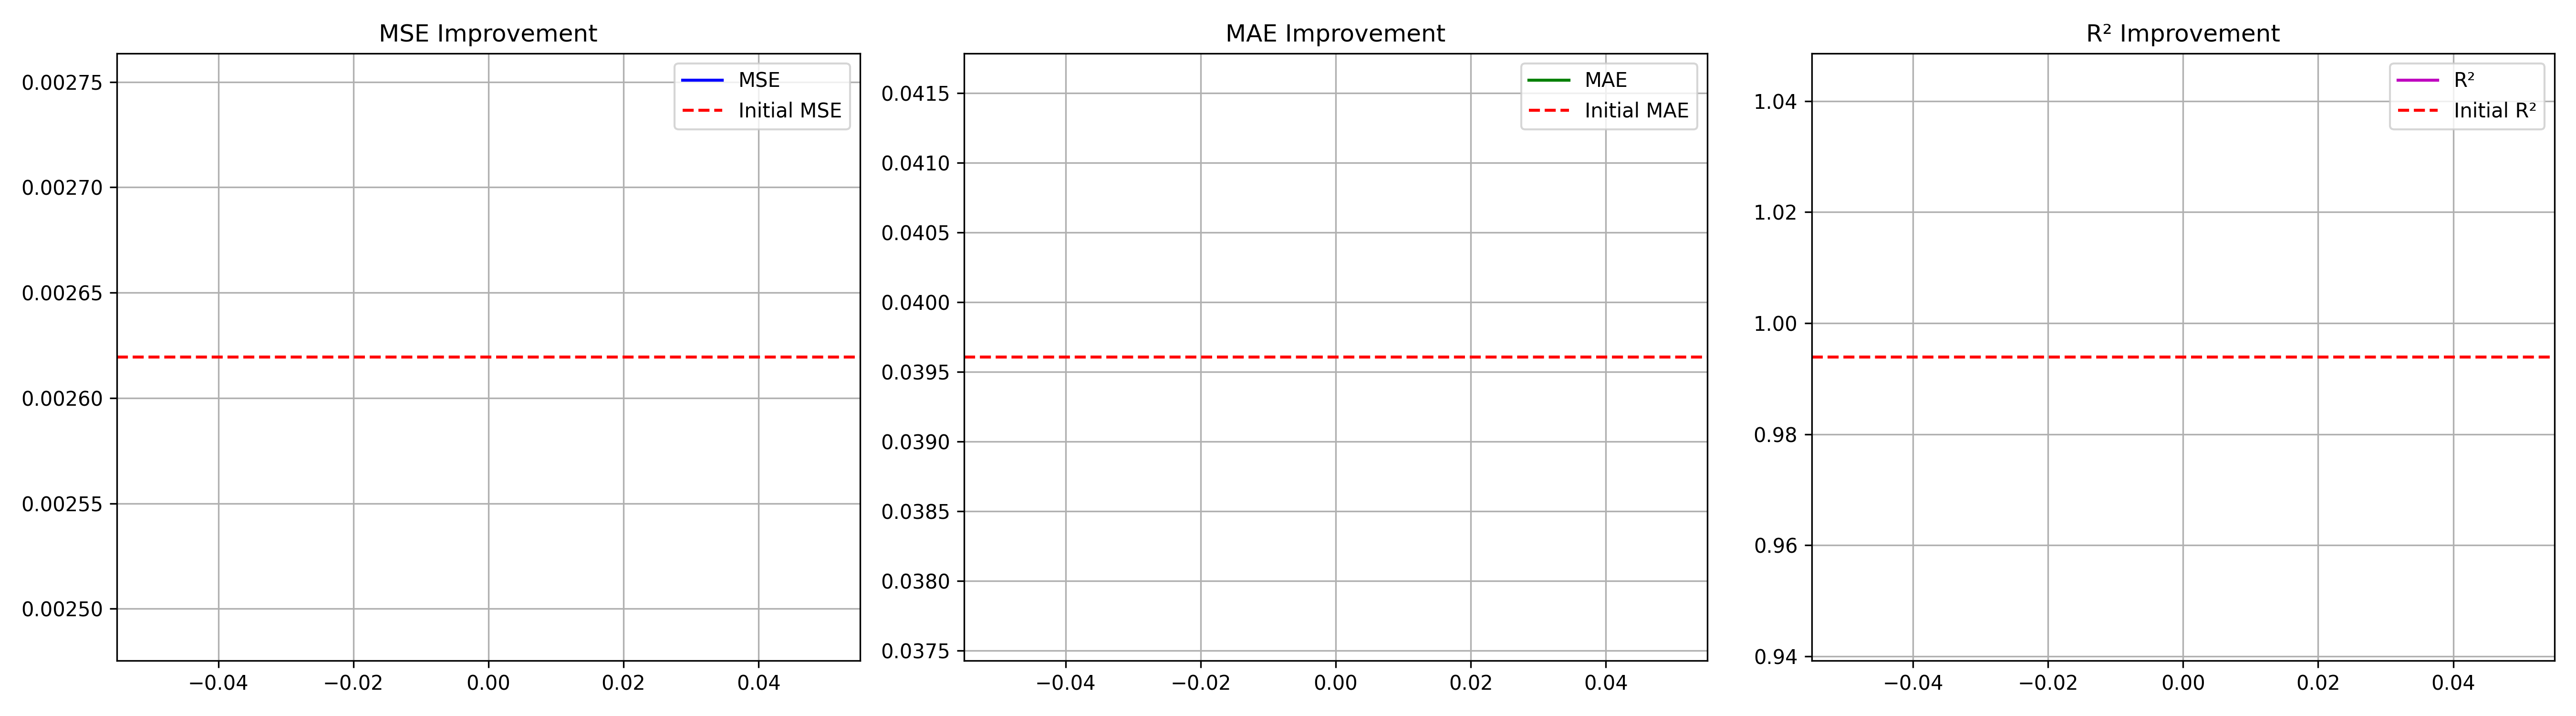 MSE Improvement
0.00275
0.00270
0.00265
0.00260
0.00255
0.00250
−0.04 −0.02 0.00 0.02 0.04
MSE
Initial MSE
MAE Improvement
0.0415
0.0410
0.0405
0.0400
0.0395
0.0390
0.0385
0.0380
0.0375
−0.04 −0.02 0.00 0.02 0.04
MAE
Initial MAE
R² Improvement
1.04
1.02
1.00
0.98
0.96
0.94
−0.04 −0.02 0.00 0.02 0.04
R²
Initial R²